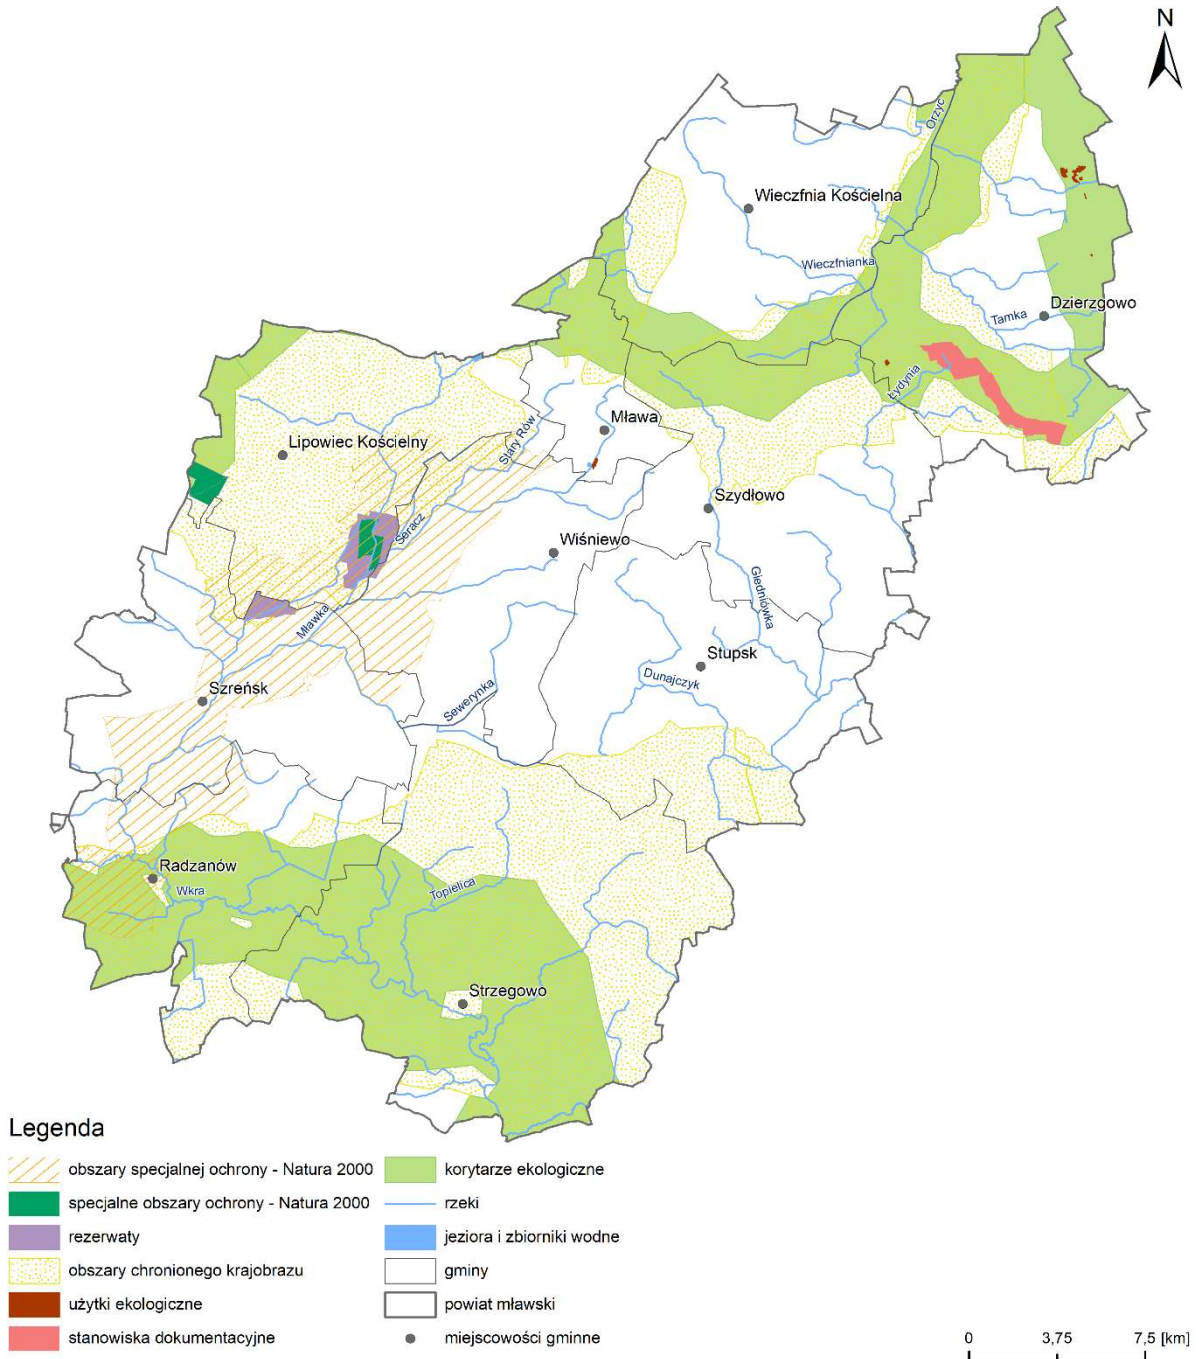 N
Orzyc
Wieczfnia Kościelna
Wieczfnianka
Dzierzgowo
Tamka
Łydynia
Mława
Stary Rów
Lipowiec Kościelny
Szydłowo
Seracz
Wiśniewo
Giedniówka
Mławka
Stupsk
Dunajczyk
Szreńsk
Sewerynka
Radzanów
Wkra
Topielica
Strzegowo
Legenda
obszary specjalnej ochrony - Natura 2000
specjalne obszary ochrony - Natura 2000
rezerwaty
obszary chronionego krajobrazu
użytki ekologiczne
stanowiska dokumentacyjne
korytarze ekologiczne
rzeki
jeziora i zbiorniki wodne
gminy
powiat mławski
miejscowości gminne
0 3,75 7,5 [km]